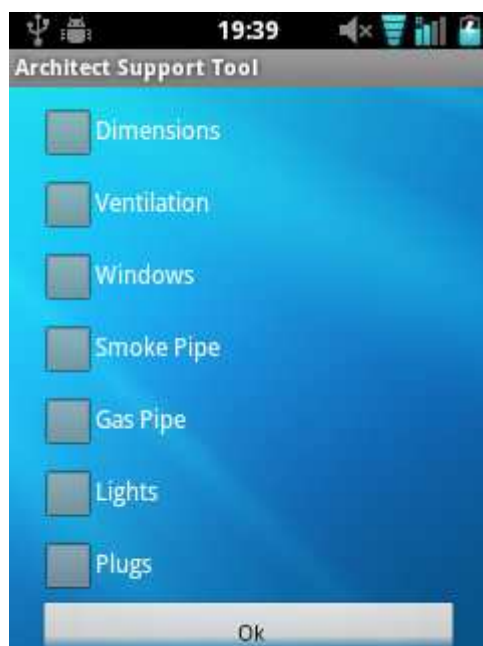 19:39
Architect Support Tool
Dimensions
Ventilation
Windows
Smoke Pipe
Gas Pipe
Lights
Plugs
Ok